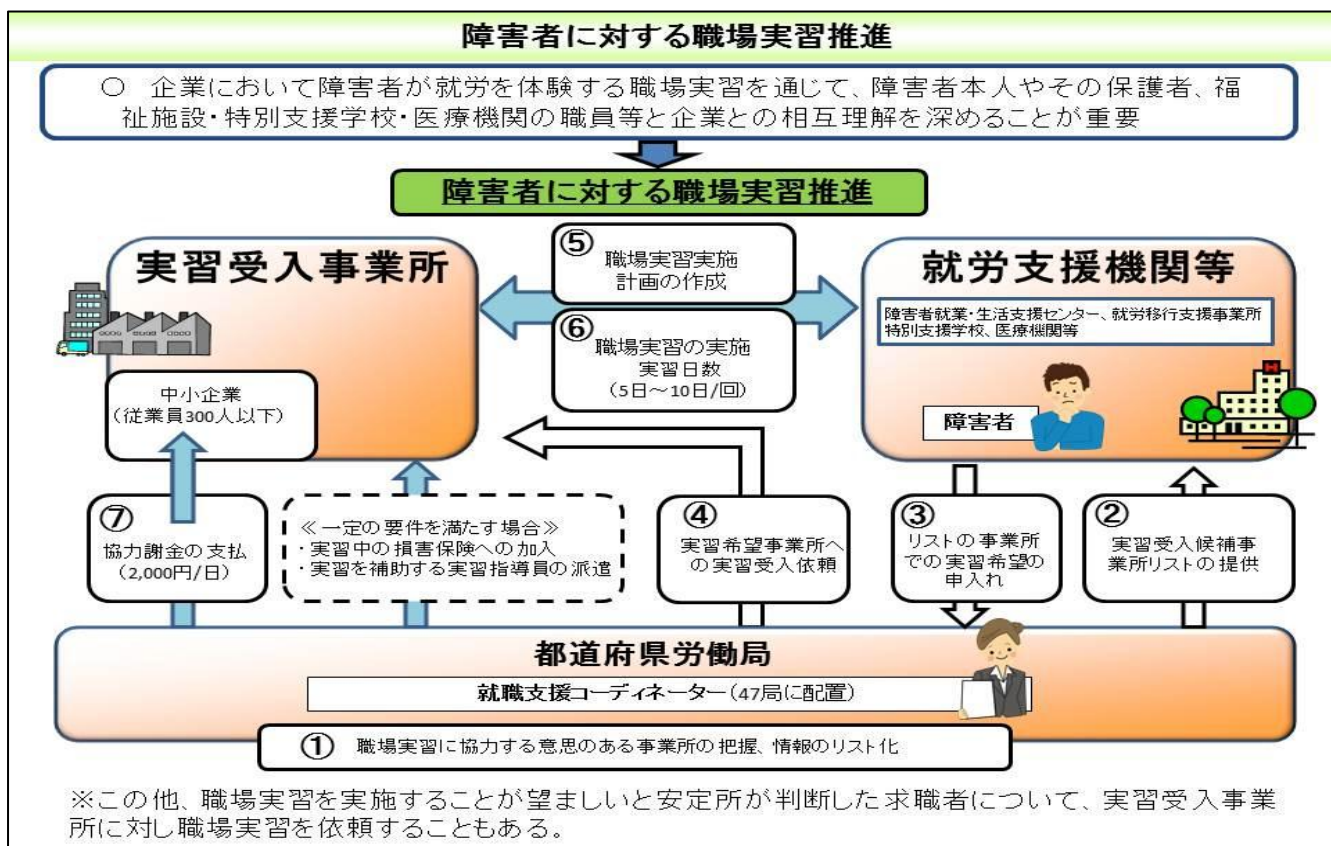 障害者に対する職場実習推進
○ 企業において障害者が就労を体験する職場実習を通じて、障害者本人やその保護者、福
祉施設・特別支援学校・医療機関の職員等と企業との相互理解を深めることが重要
障害者に対する職場実習推進
実習受入事業所
中小企業
(従業員300人以下)
⑤
職場実習実施
計画の作成
⑥
職場実習の実施
実習日数
(5日～10日/回)
就労支援機関等
障害者就業・生活支援センター、就労移行支援事業所
特別支援学校、医療機関等
障害者
H
⑦
協力謝金の支払
(2,000円/日)
≪一定の要件を満たす場合≫
・実習中の損害保険への加入
・実習を補助する実習指導員の派遣
④
実習希望事業所へ
の実習受入依頼
③
リストの事業所
での実習希望の
申入れ
②
実習受入候補事
業所リストの提供
都道府県労働局
就職支援コーディネーター(47局に配置)
① 職場実習に協力する意思のある事業所の把握、情報のリスト化
※この他、職場実習を実施することが望ましいと安定所が判断した求職者について、実習受入事業
所に対し職場実習を依頼することもある。